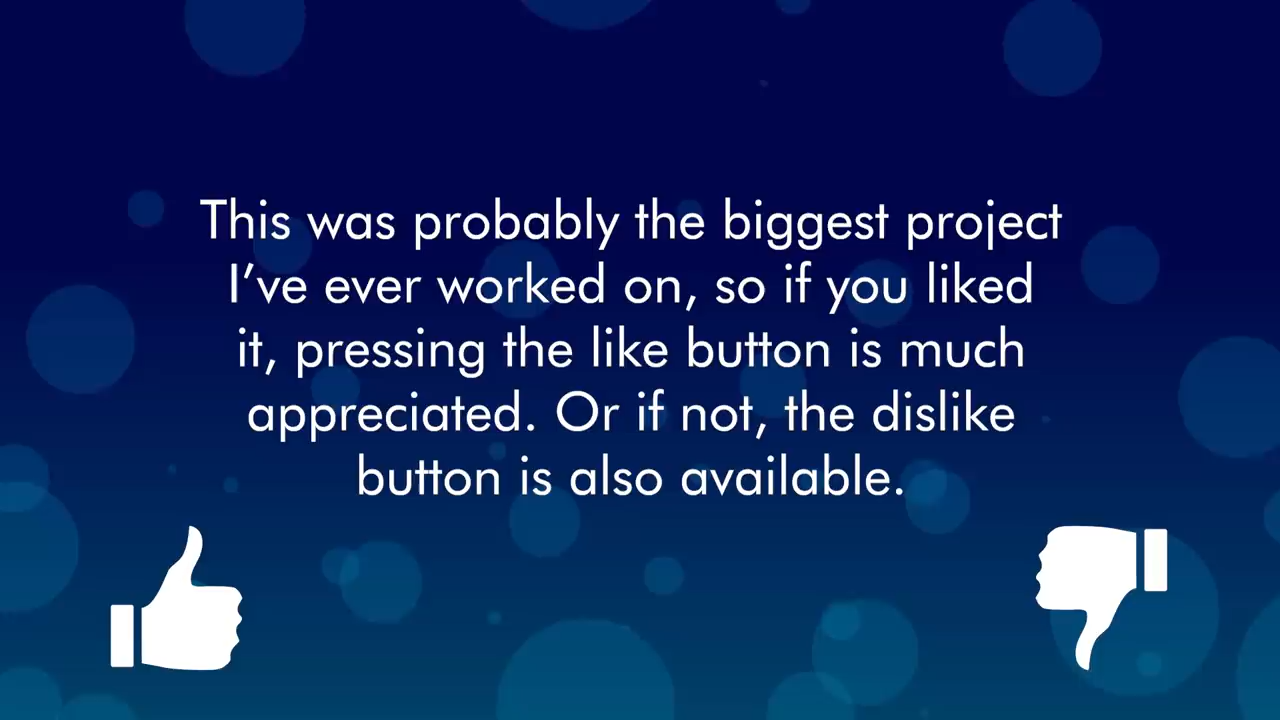 This was probably the biggest project
I’ve ever worked on, so if you liked
it, pressing the like button is much
appreciated. Or if not, the dislike
button is also available.